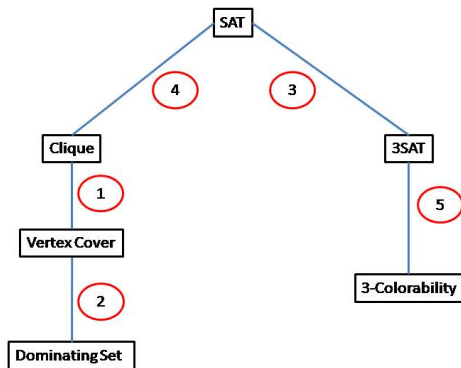 SAT
4
3
Clique
3SAT
1
5
Vertex Cover
3-Colorability
2
Dominating Set